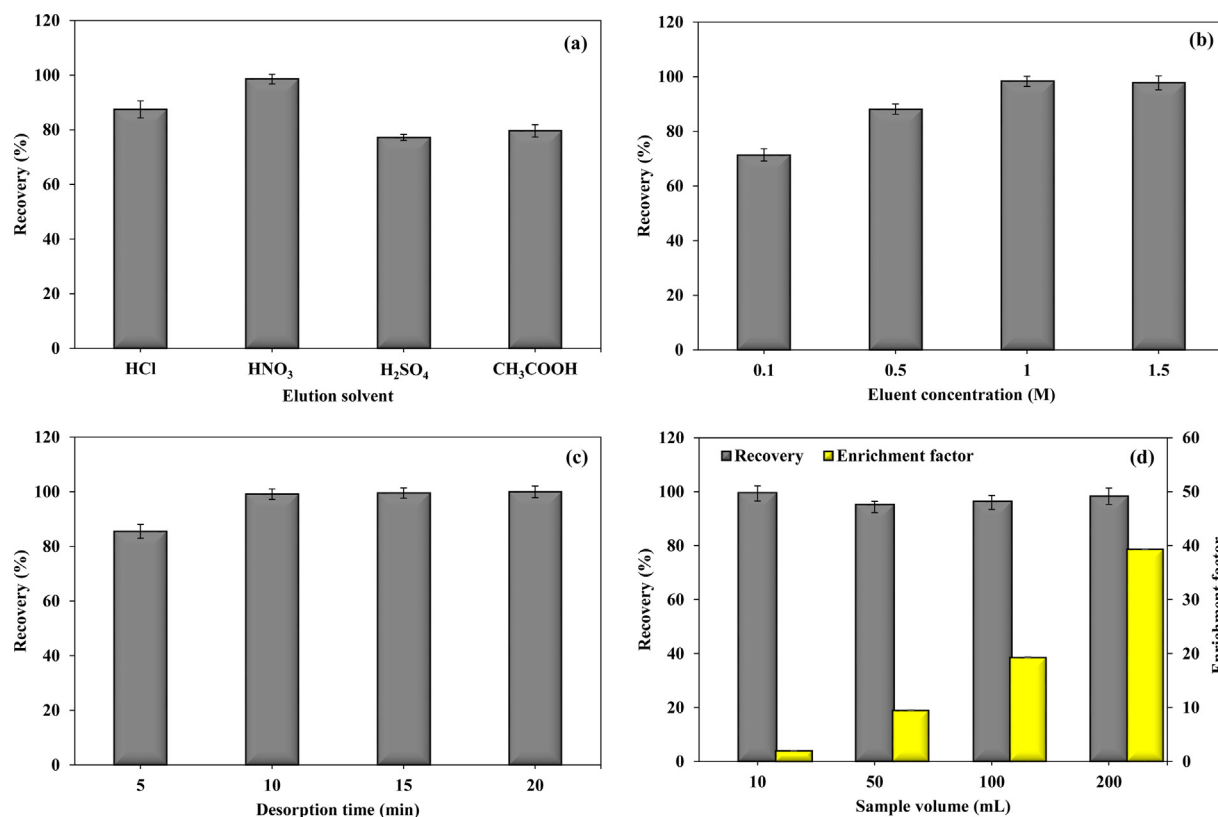 (a)
120
100
80
60
40
20
0
Recovery (%)
HCl HNO₃ H₂SO₄ CH₃COOH
Elution solvent
(b)
120
100
80
60
40
20
0
Recovery (%)
0.1 0.5 1 1.5
Eluent concentration (M)
(c)
120
100
80
60
40
20
0
Recovery (%)
5 10 15 20
Desorption time (min)
Recovery Enrichment factor (d)
120
100
80
60
40
20
0
Recovery (%)
60
50
40
30
20
10
0
Enrichment factor
10 50 100 200
Sample volume (mL)